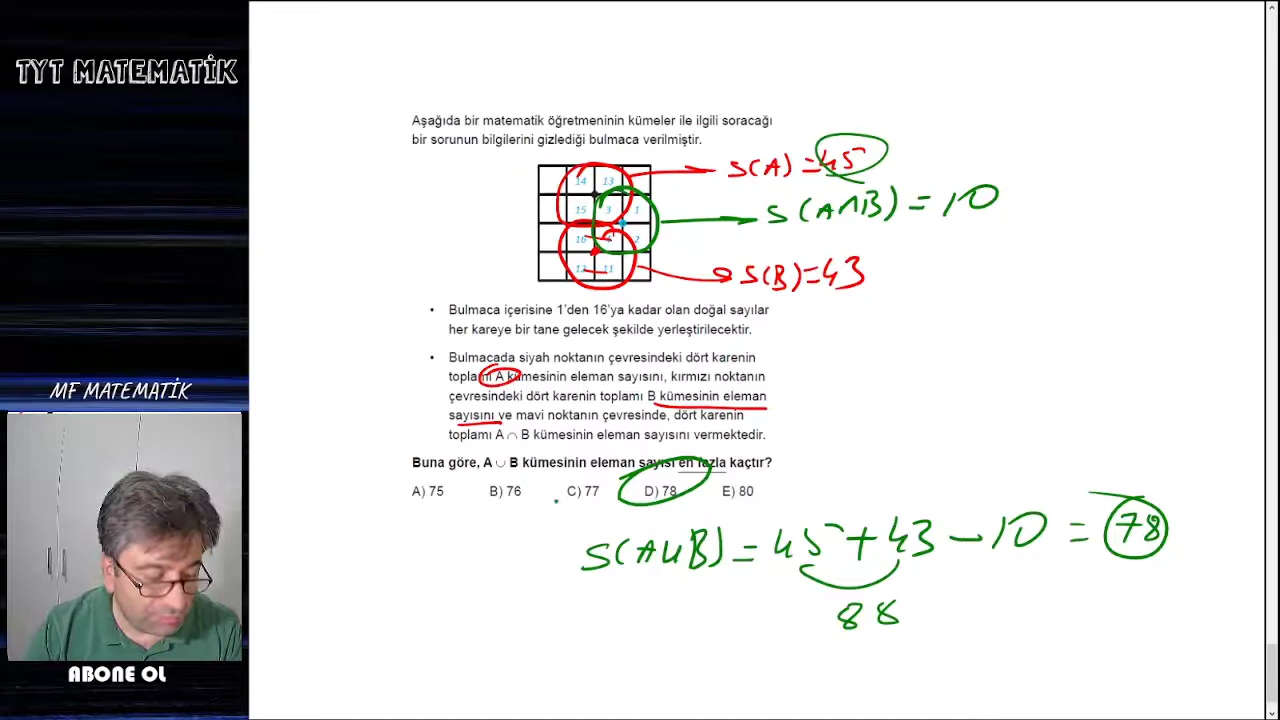 TYT MATEMATİK
Aşağıda bir matematik öğretmeninin kümeler ile ilgili soracağı
bir sorunun bilgilerini gizlediği bulmaca verilmiştir.
14 13
15 3 1
16 2
12 11
S(A) = 45
S(A∩B) = 10
S(B)=43
• Bulmaca içerisine 1'den 16'ya kadar olan doğal sayılar
her kareye bir tane gelecek şekilde yerleştirilecektir.
• Bulmacada siyah noktanın çevresindeki dört karenin
toplamı A kümesinin eleman sayısını, kırmızı noktanın
çevresindeki dört karenin toplamı B kümesinin eleman
sayısını ve mavi noktanın çevresinde, dört karenin
toplamı A ∩ B kümesinin eleman sayısını vermektedir.
Buna göre, A ∪ B kümesinin eleman sayısı en fazla kaçtır?
A) 75 B) 76 C) 77 D) 78 E) 80
S(AUB) = 45 + 43 - 10 = 78
88
MF MATEMATİK
ABONE OL